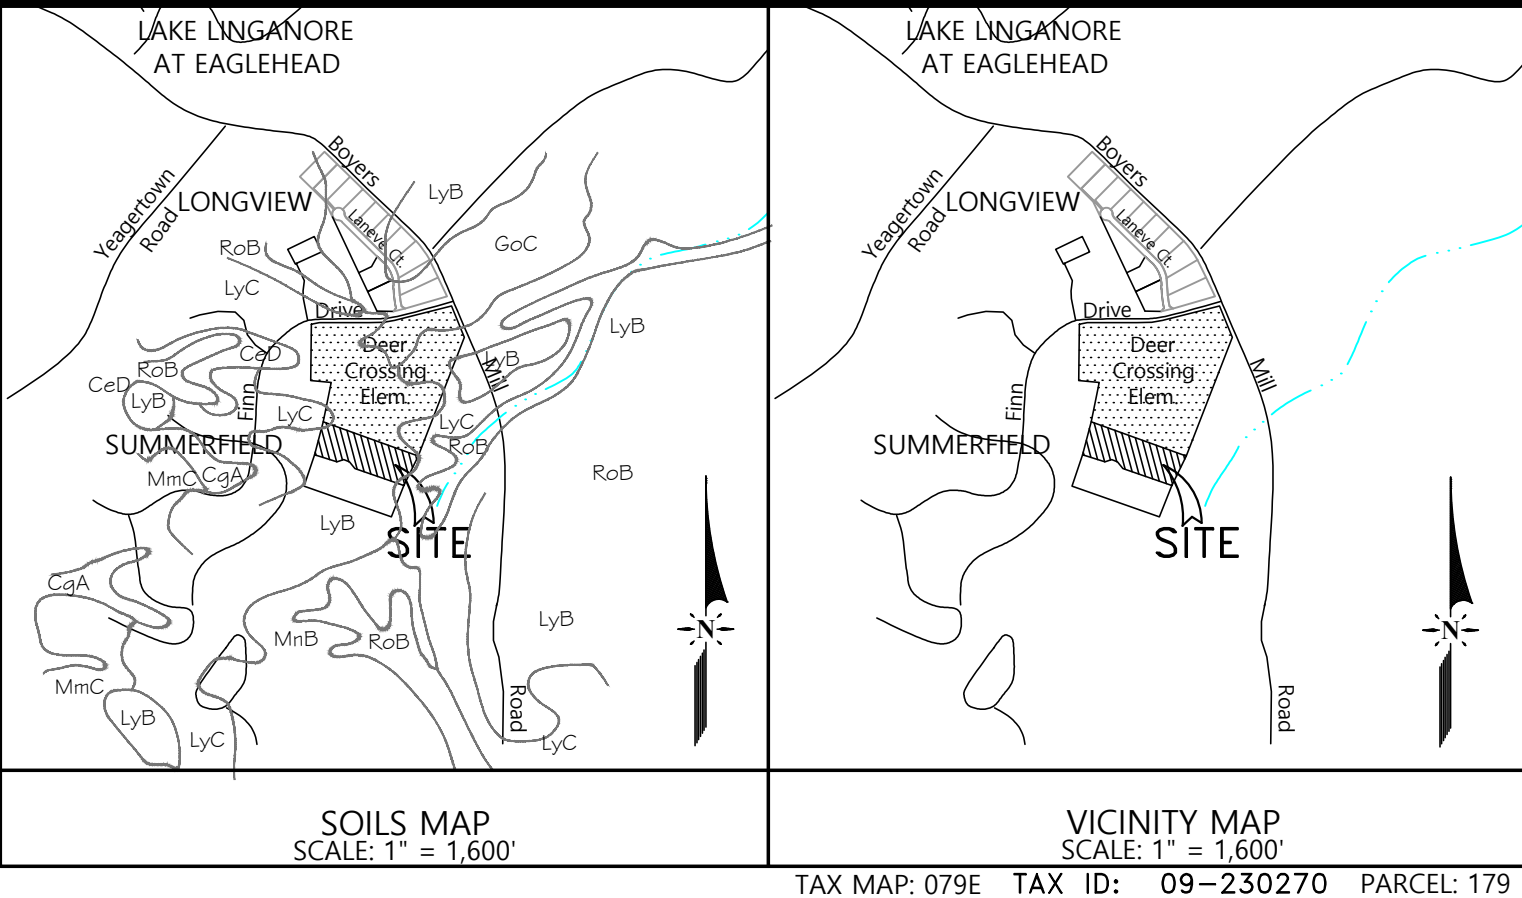 LAKE LINGANORE
AT EAGLEHEAD
Boyers
Yeagertown
Road
LONGVIEW
LyB
Laneve Ct.
GoC
RoB
LyC
Drive
LyB
Deer
Crossing
Elem.
CeD
LyB
Mill
RoB
CeD
LyB
Finn
LyC
LyC
SUMMERFIELD
RoB
MmC
CgA
RoB
LyB
SITE
CgA
LyB
MnB
RoB
N
MmC
LyB
Road
LyC
LyC
SOILS MAP
SCALE: 1" = 1,600'
LAKE LINGANORE
AT EAGLEHEAD
Boyers
Yeagertown
Road
LONGVIEW
Laneve Ct.
Drive
Deer
Crossing
Elem.
Mill
Finn
SUMMERFIELD
SITE
N
Road
VICINITY MAP
SCALE: 1" = 1,600'
TAX MAP: 079E TAX ID: 09-230270 PARCEL: 179